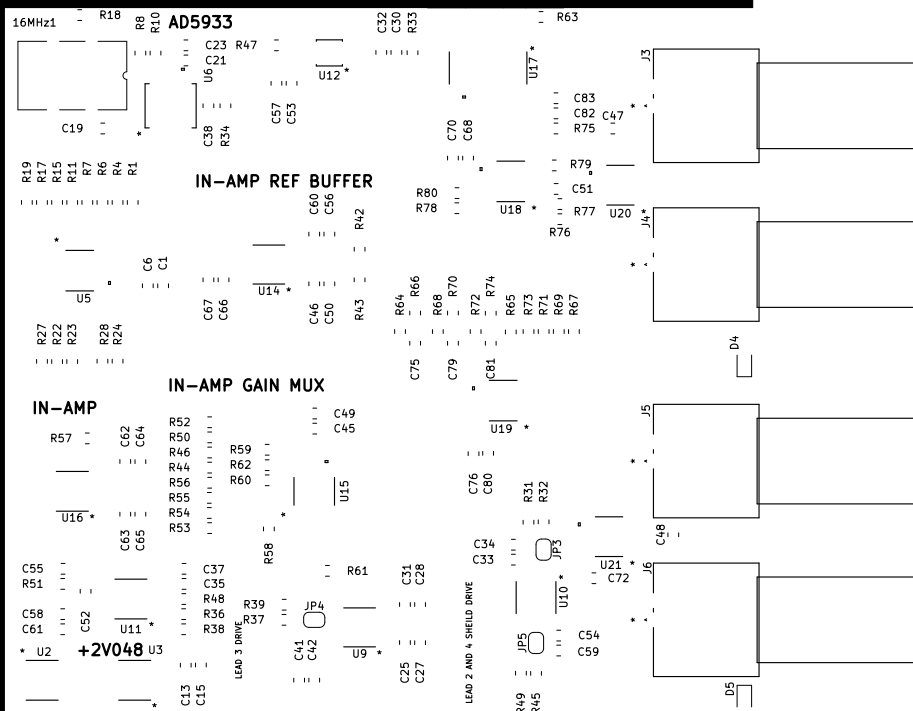 16MHz1
R18
R8
R10
AD5933
C23
R47
C21
U6
U12 *
C32
C30
R33
R63
*
U17
J3
C19
*
C38
R34
C57
C53
C70
C68
C83
C82
R75
C47
*
R19
R17
R15
R11
R7
R6
R4
R1
IN-AMP REF BUFFER
C60
C56
R42
R80
R78
U18 *
R79
C51
R77
R76
U20 *
J4
*
*
U5
C6
C1
C67
C66
U14 *
C46
C50
R43
R64
R66
R68
R70
R72
R74
R65
R73
R71
R69
R67
C75
C79
C81
D4
R27
R22
R23
R28
R24
IN-AMP GAIN MUX
IN-AMP
R57
C62
C64
R52
R50
R46
R44
R56
R55
R54
R53
R59
R62
R60
C49
C45
U15
*
R58
U19 *
C76
C80
R31
R32
J5
*
U16 *
C63
C65
C48
C55
R51
C58
C61
C52
U11 *
C37
C35
R48
R36
R38
R61
R39
R37
JP4
C31
C28
C34
C33
JP3
U21 *
C72
J6
*
U10
*
* U2
+2V048
U3
*
LEAD 3 DRIVE
C41
C42
U9 *
C25
C27
LEAD 2 AND 4 SHEILD DRIVE
JP5
C54
C59
C13
C15
R49
R45
D5